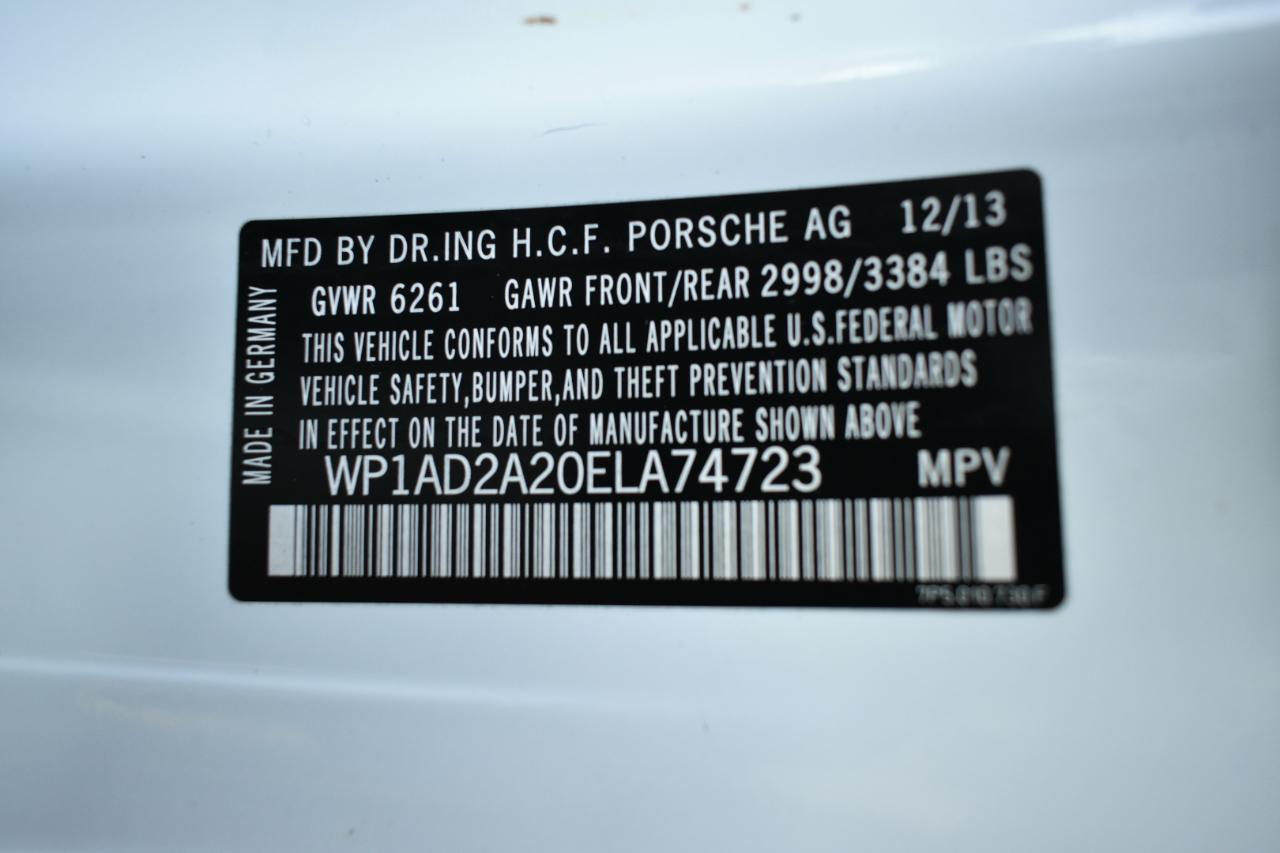 MFD BY DR.ING H.C.F. PORSCHE AG 12/13
GVWR 6261 GAWR FRONT/REAR 2998/3384 LBS
THIS VEHICLE CONFORMS TO ALL APPLICABLE U.S.FEDERAL MOTOR
VEHICLE SAFETY,BUMPER,AND THEFT PREVENTION STANDARDS
IN EFFECT ON THE DATE OF MANUFACTURE SHOWN ABOVE
WP1AD2A20ELA74723 MPV
MADE IN GERMANY